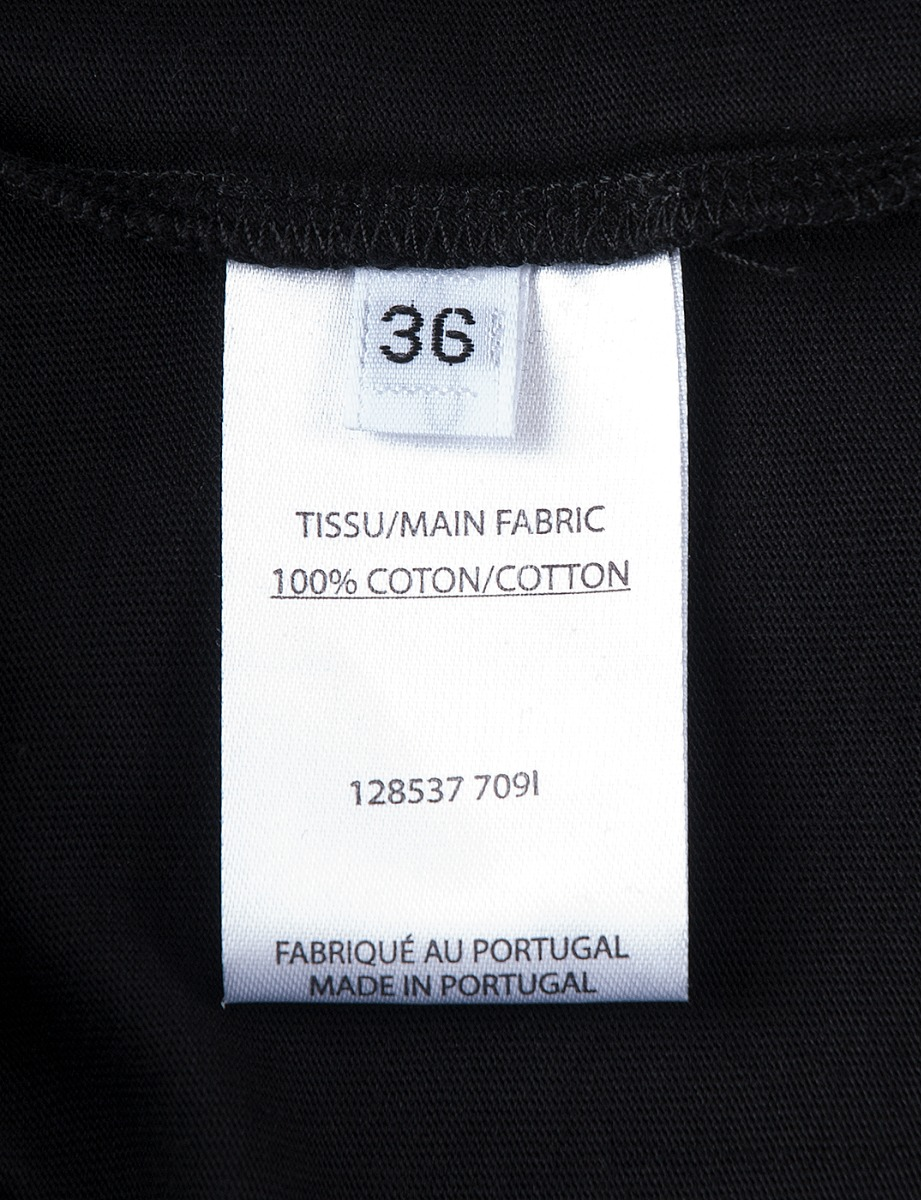 36
TISSU/MAIN FABRIC
100% COTON/COTTON
128537 709I
FABRIQUÉ AU PORTUGAL
MADE IN PORTUGAL